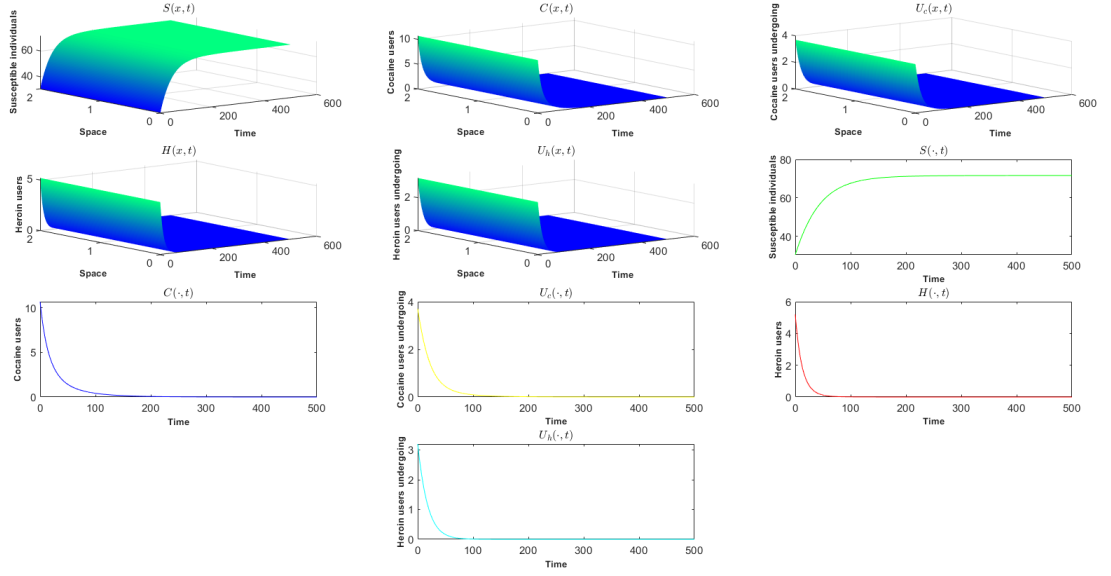 S(x, t)
Susceptible individuals
60
40
2
1
0
Space
0
200
400
600
Time
C(x, t)
Cocaine users
10
5
0
2
1
0
Space
0
200
400
600
Time
U_c(x, t)
Cocaine users undergoing
4
2
0
2
1
0
Space
0
200
400
600
Time
H(x, t)
Heroin users
5
0
2
1
0
Space
0
200
400
600
Time
U_h(x, t)
Heroin users undergoing
2
0
2
1
0
Space
0
200
400
600
Time
S(·, t)
Susceptible individuals
80
60
40
0
100
200
300
400
500
Time
C(·, t)
Cocaine users
10
5
0
0
100
200
300
400
500
Time
U_c(·, t)
Cocaine users undergoing
4
2
0
0
100
200
300
400
500
Time
H(·, t)
Heroin users
6
4
2
0
0
100
200
300
400
500
Time
U_h(·, t)
Heroin users undergoing
3
2
1
0
0
100
200
300
400
500
Time